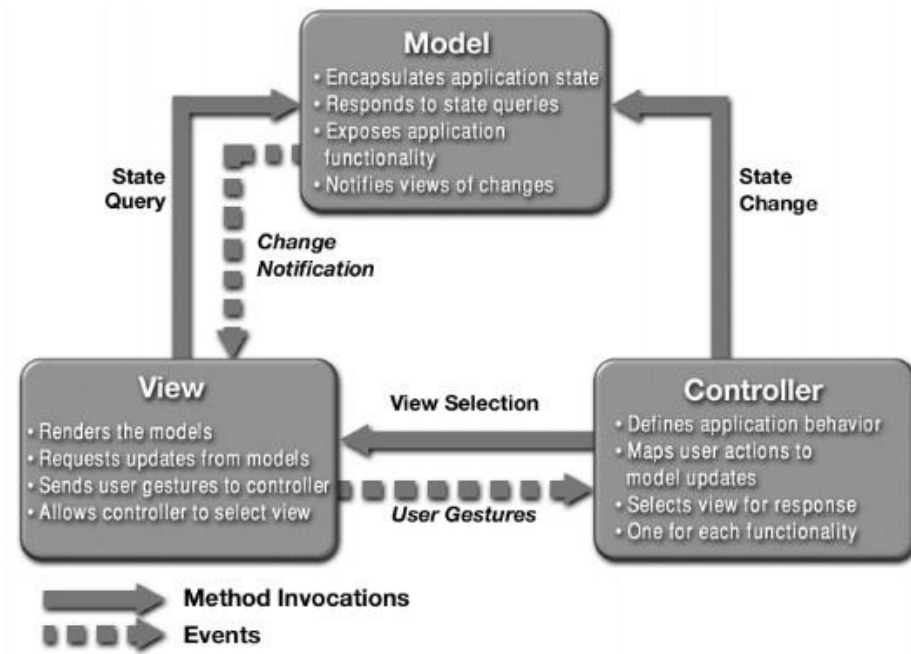 Model
• Encapsulates application state
• Responds to state queries
• Exposes application
functionality
• Notifies views of changes
State
Query
Change
Notification
State
Change
View
• Renders the models
• Requests updates from models
• Sends user gestures to controller
• Allows controller to select view
View Selection
User Gestures
Controller
• Defines application behavior
• Maps user actions to
model updates
• Selects view for response
• One for each functionality
Method Invocations
Events